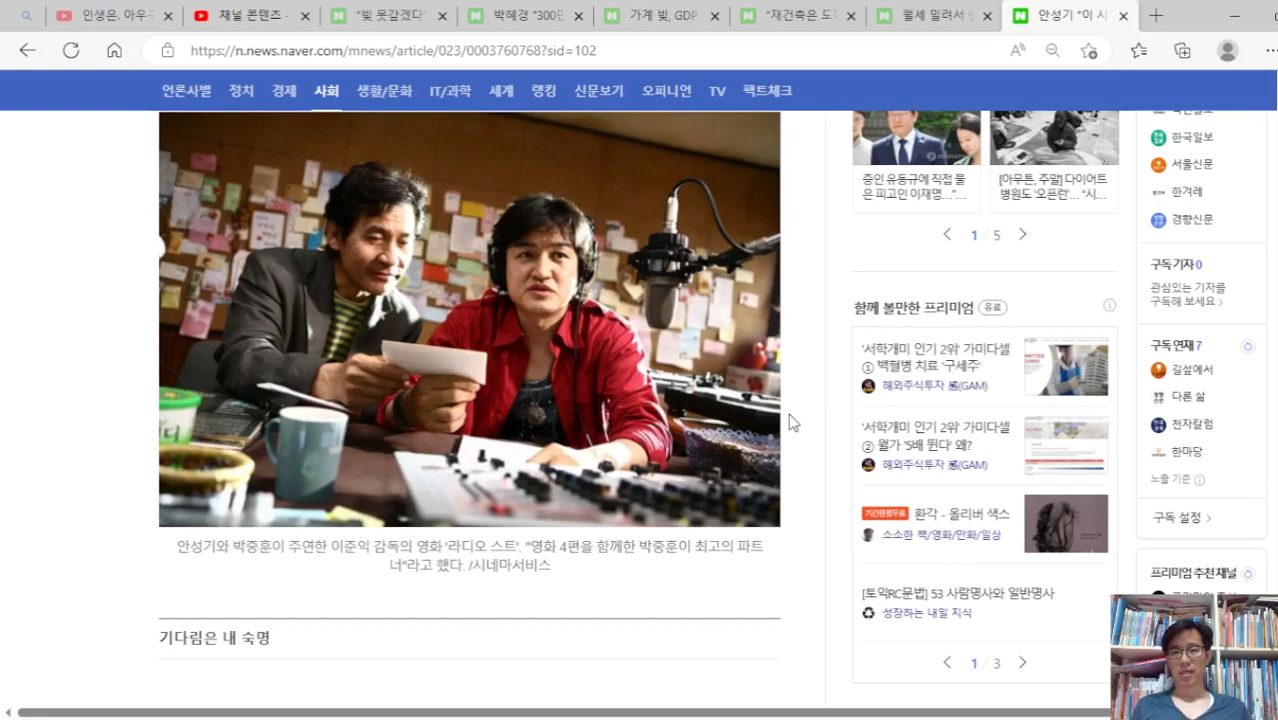 인생은. 아우구
채널 콘텐츠 -
"빚 못갚겠다"
박혜경 "300만
가계 빚, GDP
"재건축은 도
월세 밀려서
안성기 "이 시
https://n.news.naver.com/mnews/article/023/0003760768?sid=102
언론사별 정치 경제 사회 생활/문화 IT/과학 세계 랭킹 신문보기 오피니언 TV 팩트체크
안성기와 박중훈이 주연한 이준익 감독의 영화 '라디오 스트'. "영화 4편을 함께한 박중훈이 최고의 파트
너"라고 했다. /시네마서비스
기다림은 내 숙명
증인 유동규에 직접 물
은 피고인 이재명…"…
[아무튼, 주말] 다이어트
병원도 '오픈런'… "시…
1 / 5
함께 볼만한 프리미엄 유료
'서학개미 인기 2위' 가미다셀
① 백혈병 치료 '구세주'
해외주식투자 感(GAM)
'서학개미 인기 2위' 가미다셀
② 월가 '5배 뛴다' 왜?
해외주식투자 感(GAM)
기간한정무료 환각 - 올리버 색스
소소한 책/영화/만화/일상
[토익RC문법] 53 사람명사와 일반명사
성장하는 내일 지식
1 / 3
한국일보
서울신문
한겨레
경향신문
구독 기자 0
관심있는 기자를
구독해 보세요 >
구독 연재 7
길섶에서
다른 삶
천자칼럼
한마당
노출 기준
구독 설정 >
프리미엄 추천 채널